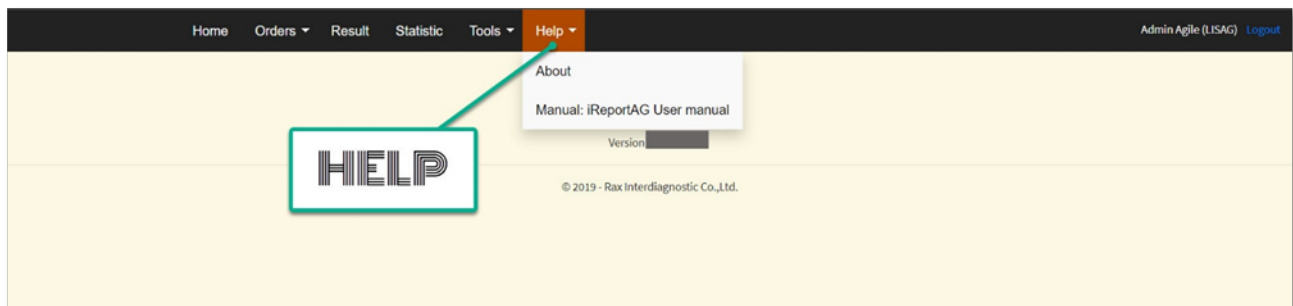 Home Orders Result Statistic Tools Help Admin Agile (LISAG) Logout
About
Manual: iReportAG User manual
Version
HELP
© 2019 - Rax Interdiagnostic Co.,Ltd.